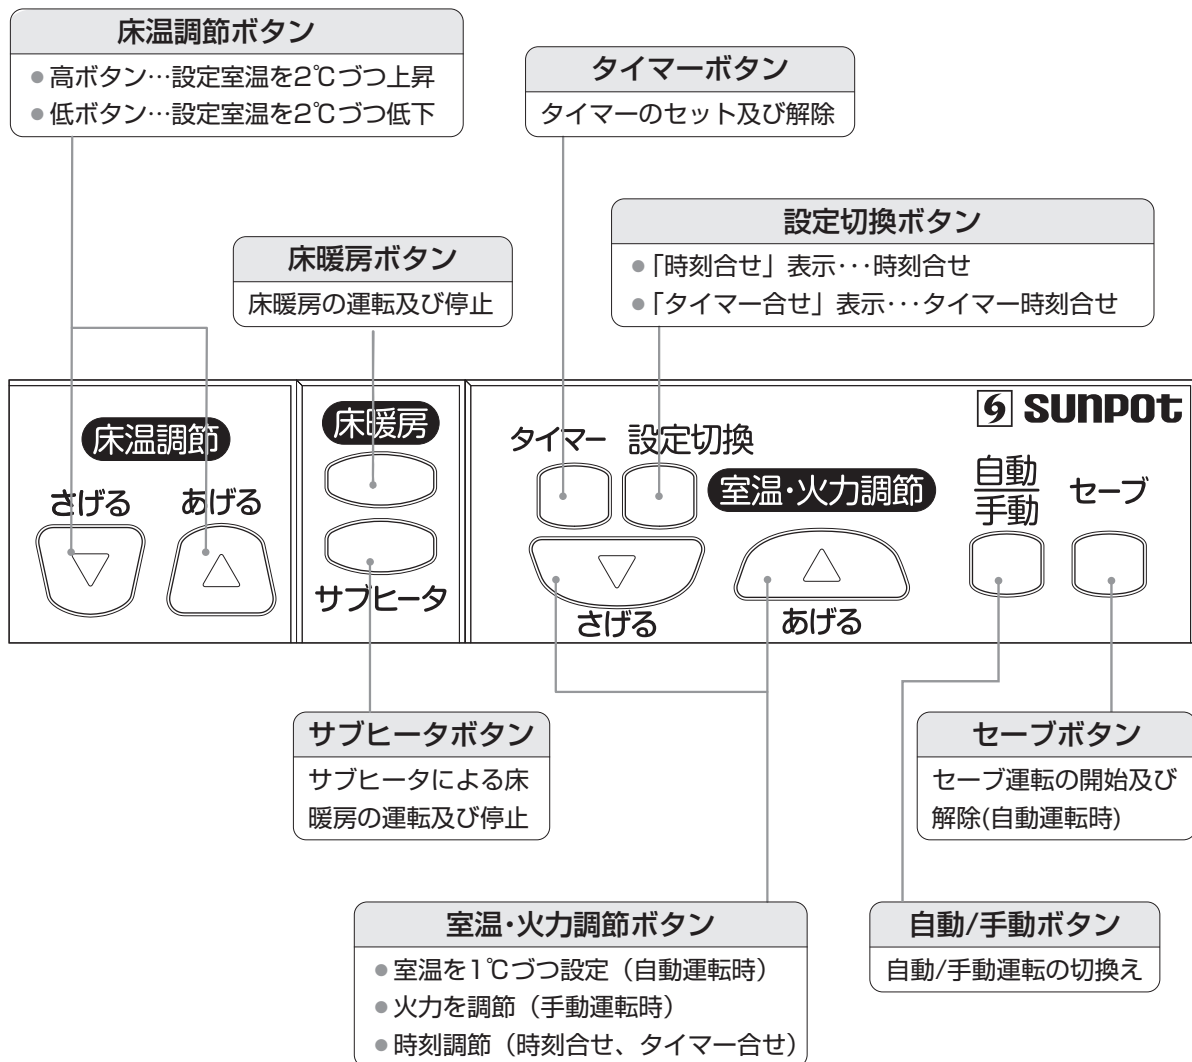 床温調節ボタン
●高ボタン…設定室温を2℃づつ上昇
●低ボタン…設定室温を2℃づつ低下
タイマーボタン
タイマーのセット及び解除
設定切換ボタン
●「時刻合せ」表示･･･時刻合せ
●「タイマー合せ」表示･･･タイマー時刻合せ
床暖房ボタン
床暖房の運転及び停止
床温調節
さげる
あげる
床暖房
サブヒータ
タイマー
設定切換
室温･火力調節
さげる
あげる
sunpot
自動
手動
セーブ
サブヒータボタン
サブヒータによる床
暖房の運転及び停止
セーブボタン
セーブ運転の開始及び
解除(自動運転時)
室温･火力調節ボタン
●室温を1℃づつ設定（自動運転時）
●火力を調節（手動運転時）
●時刻調節（時刻合せ、タイマー合せ）
自動/手動ボタン
自動/手動運転の切換え